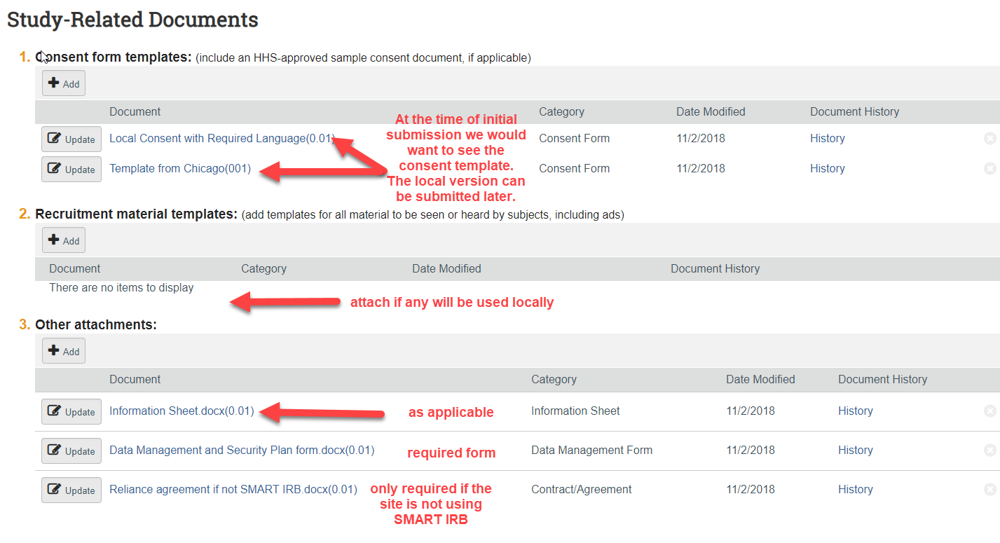 Study-Related Documents
1. Consent form templates: (include an HHS-approved sample consent document, if applicable)
Add
Document Category Date Modified Document History
Update Local Consent with Required Language(0.01) Consent Form 11/2/2018 History
Update Template from Chicago(001) Consent Form 11/2/2018 History
At the time of initial
submission we would
want to see the
consent template.
The local version can
be submitted later.
2. Recruitment material templates: (add templates for all material to be seen or heard by subjects, including ads)
Add
Document Category Date Modified Document History
There are no items to display
attach if any will be used locally
3. Other attachments:
Add
Document Category Date Modified Document History
Update Information Sheet.docx(0.01) as applicable Information Sheet 11/2/2018 History
Update Data Management and Security Plan form.docx(0.01) required form Data Management Form 11/2/2018 History
Update Reliance agreement if not SMART IRB.docx(0.01) Contract/Agreement 11/2/2018 History
only required if the
site is not using
SMART IRB